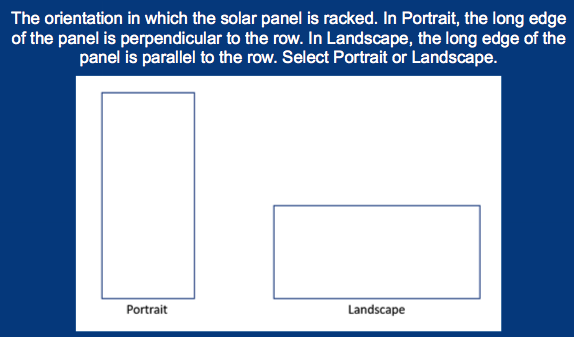 The orientation in which the solar panel is racked. In Portrait, the long edge
of the panel is perpendicular to the row. In Landscape, the long edge of the
panel is parallel to the row. Select Portrait or Landscape.
Portrait
Landscape